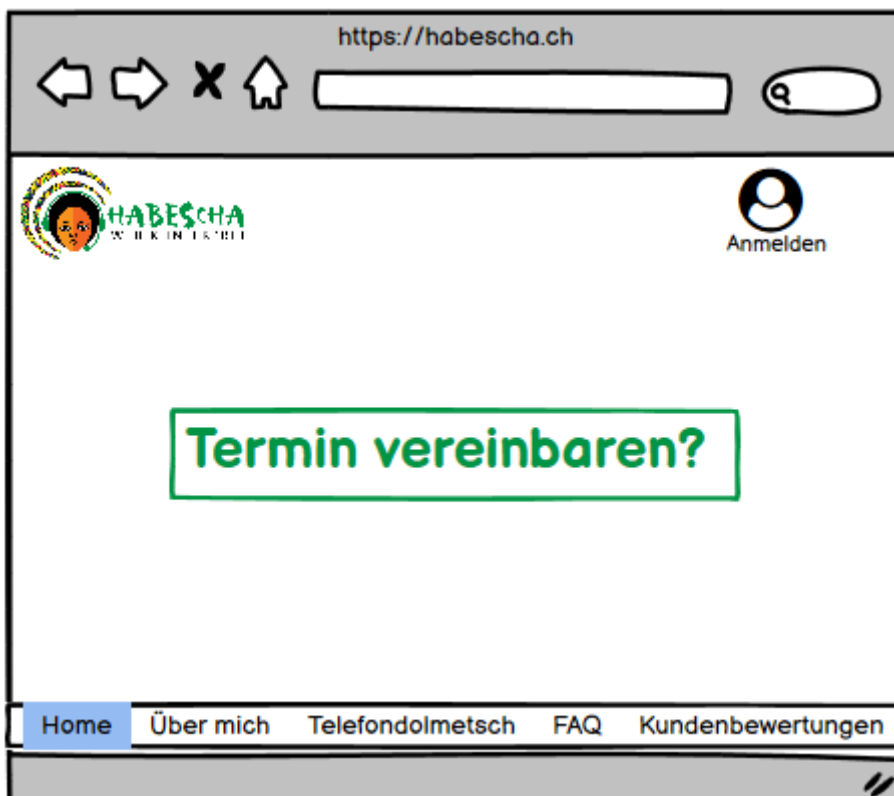 https://habescha.ch
HABESCHA
Anmelden
Termin vereinbaren?
Home Über mich Telefondolmetsch FAQ Kundenbewertungen